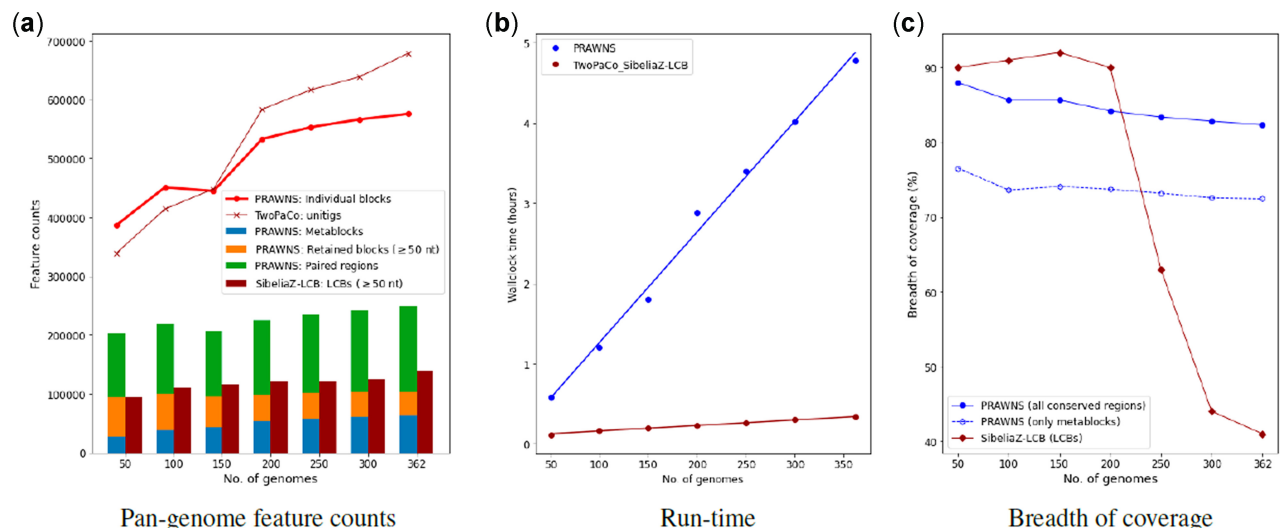 (a)
700000
600000
500000
400000
300000
200000
100000
0
Feature counts
PRAWNS: Individual blocks
TwoPaCo: unitigs
PRAWNS: Metablocks
PRAWNS: Retained blocks (≥50 nt)
PRAWNS: Paired regions
SibeliaZ-LCB: LCBs (≥50 nt)
50 100 150 200 250 300 362
No. of genomes
Pan-genome feature counts
(b)
5
4
3
2
1
0
Wallclock time (hours)
PRAWNS
TwoPaCo_SibeliaZ-LCB
50 100 150 200 250 300 350
No. of genomes
Run-time
(c)
90
80
70
60
50
40
Breadth of coverage (%)
PRAWNS (all conserved regions)
PRAWNS (only metablocks)
SibeliaZ-LCB (LCBs)
50 100 150 200 250 300 362
No. of genomes
Breadth of coverage